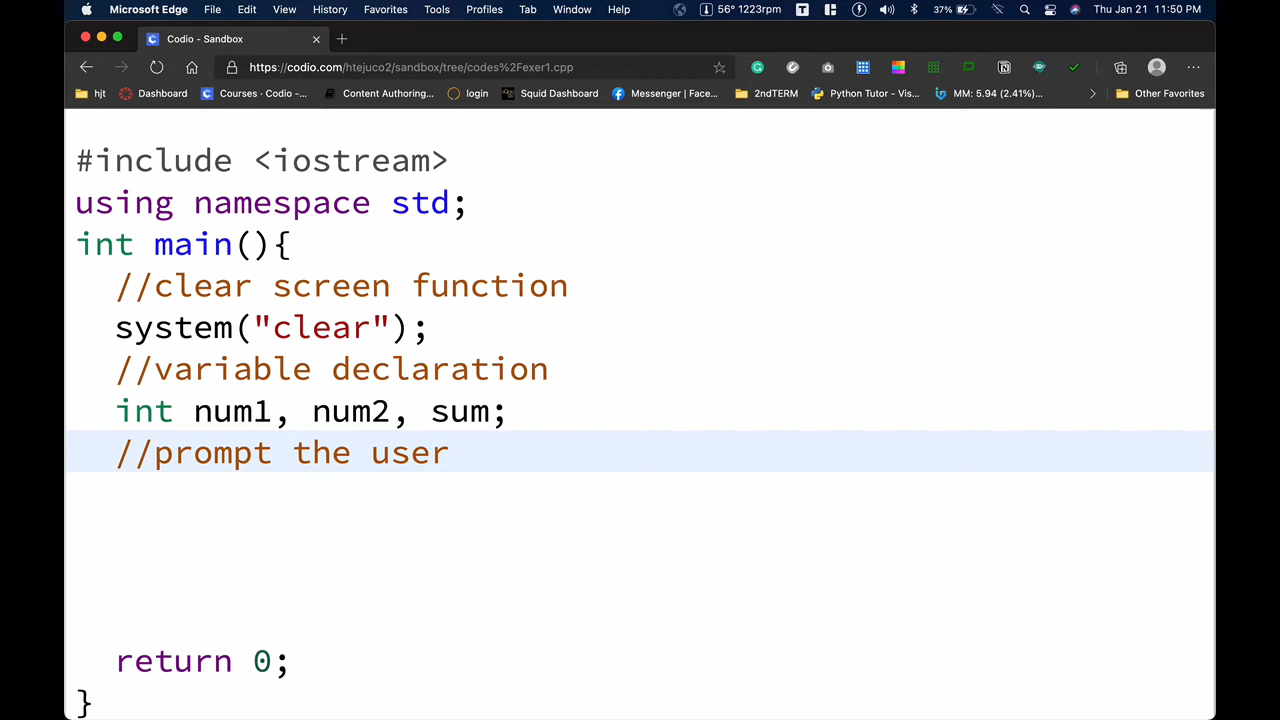 Microsoft Edge File Edit View History Favorites Tools Profiles Tab Window Help 56° 1223rpm T 37% Thu Jan 21 11:50 PM
Codio - Sandbox
https://codio.com/htejuco2/sandbox/tree/codes%2Fexer1.cpp
hjt Dashboard Courses · Codio -... Content Authoring... login Squid Dashboard Messenger | Face... 2ndTERM Python Tutor - Vis... MM: 5.94 (2.41%)... Other Favorites
#include <iostream>
using namespace std;
int main(){
//clear screen function
system("clear");
//variable declaration
int num1, num2, sum;
//prompt the user
return 0;
}